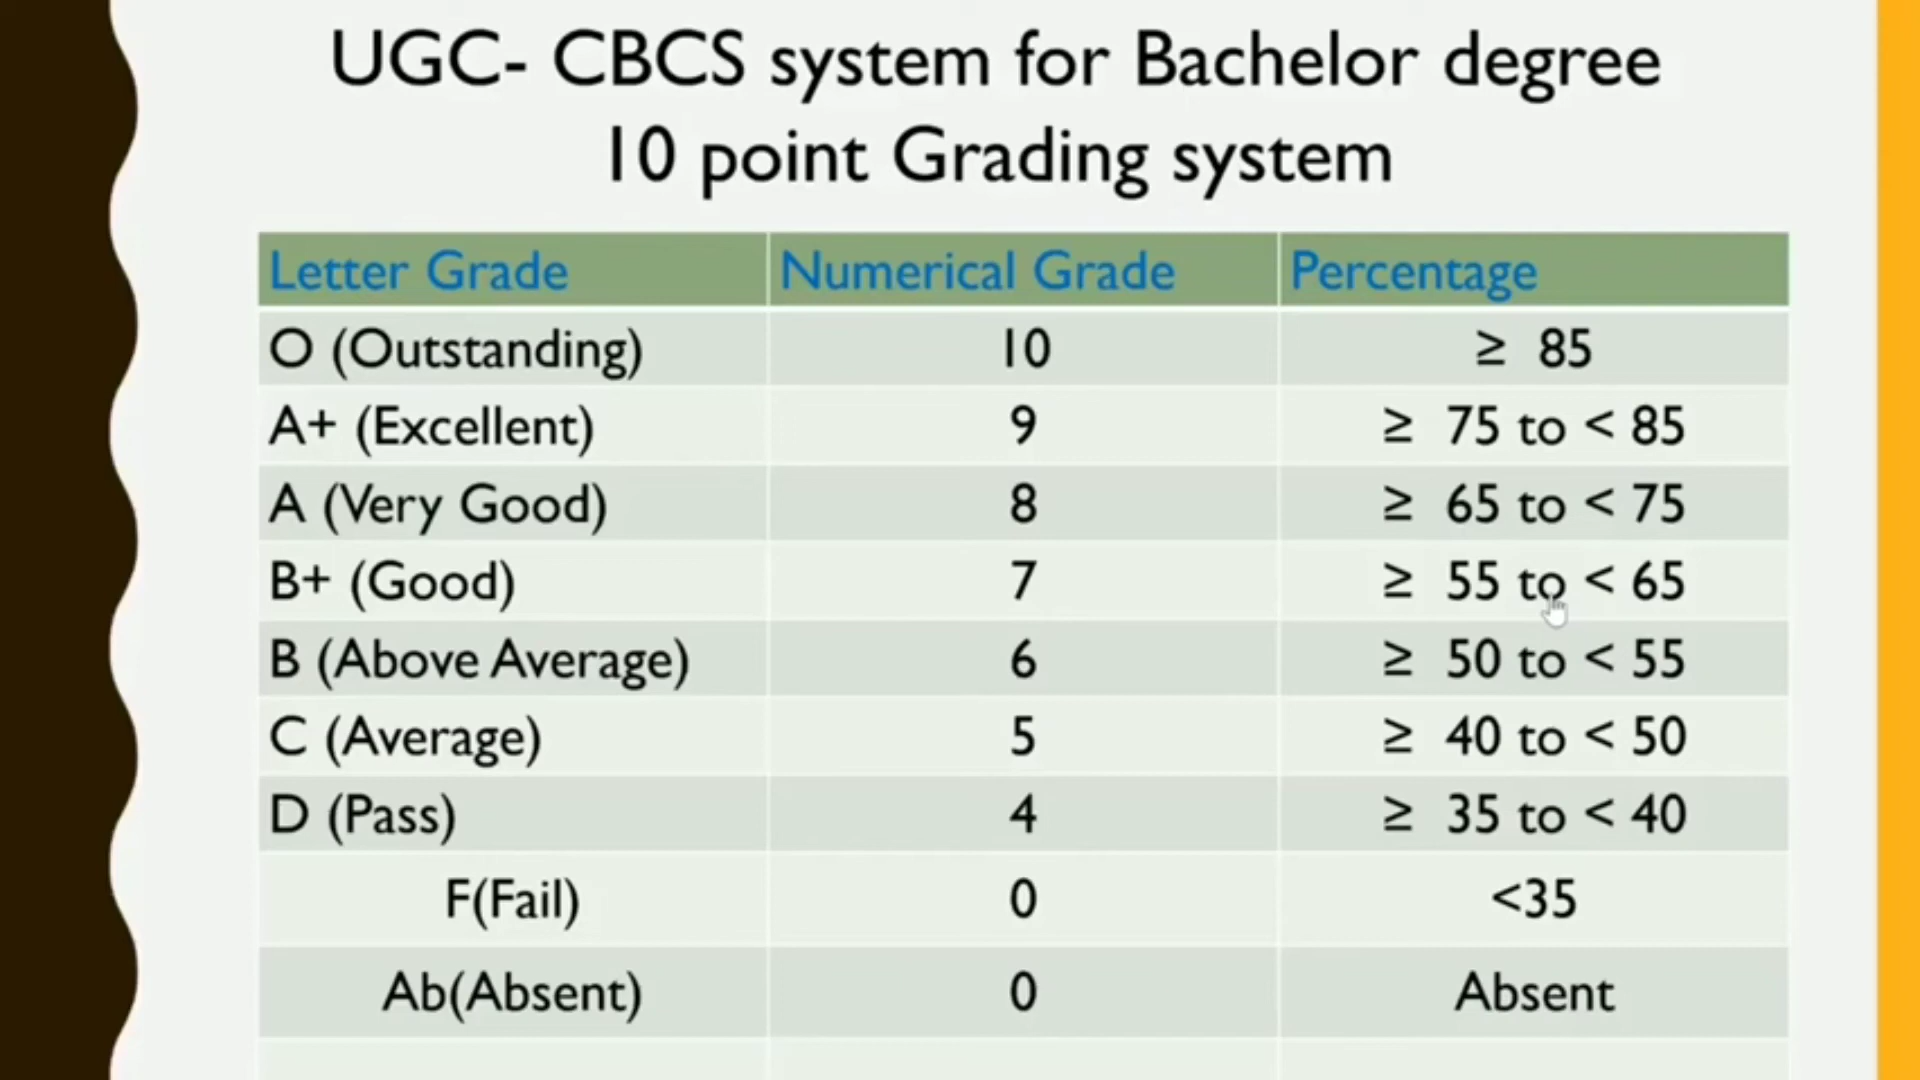 UGC- CBCS system for Bachelor degree
10 point Grading system
Letter Grade Numerical Grade Percentage
O (Outstanding) 10 ≥ 85
A+ (Excellent) 9 ≥ 75 to < 85
A (Very Good) 8 ≥ 65 to < 75
B+ (Good) 7 ≥ 55 to < 65
B (Above Average) 6 ≥ 50 to < 55
C (Average) 5 ≥ 40 to < 50
D (Pass) 4 ≥ 35 to < 40
F(Fail) 0 <35
Ab(Absent) 0 Absent